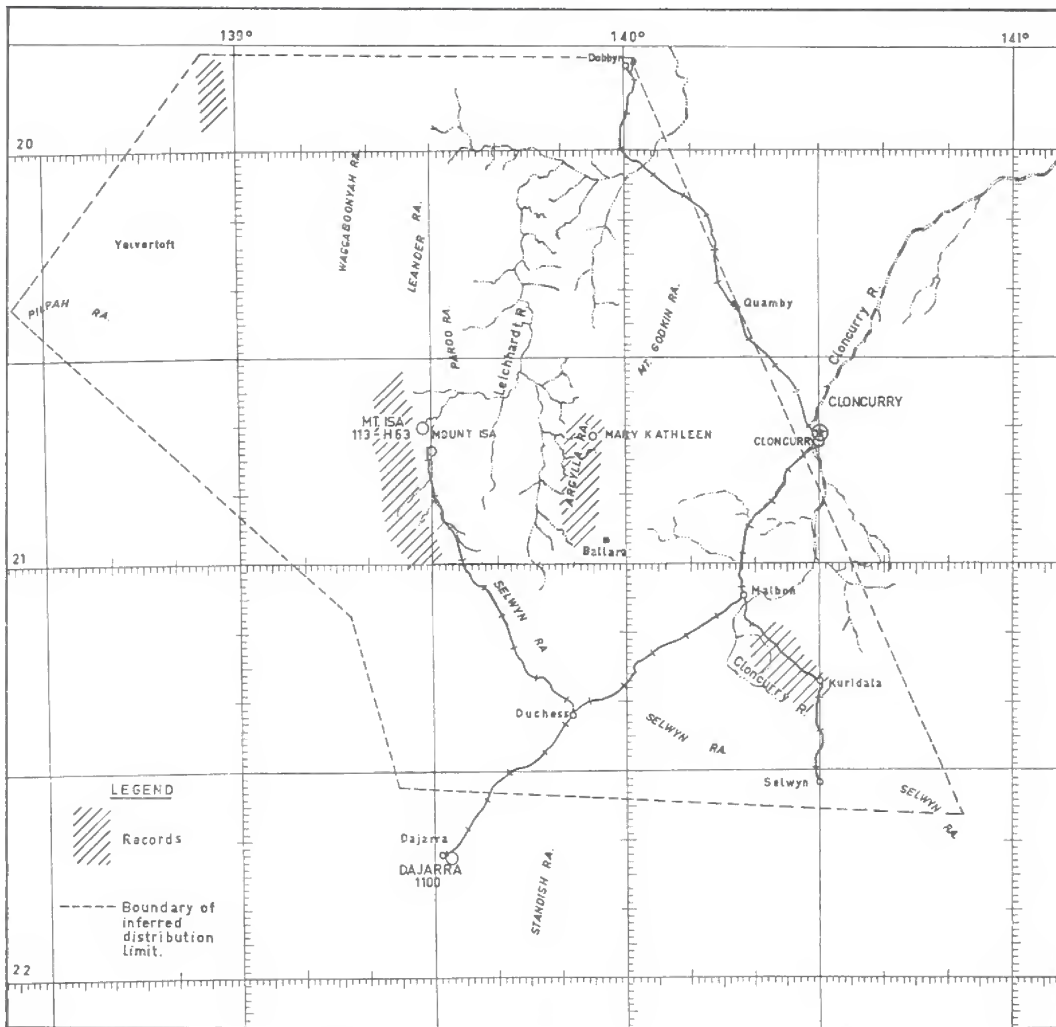 139°
140°
141°
Dobbyn
20
WAGGABOONYAH RA.
LEANDER RA.
Yelvertoft
PILPAH RA.
PAROO RA.
Leichhardt R.
MT. GODKIN RA.
Quamby
Cloncurry R.
CLONCURRY
MT. ISA
113-H63
MOUNT ISA
ARGYLLA RA.
MARY KATHLEEN
CLONCURRY
Ballara
21
SELWYN RA
Malbon
Cloncurry R.
Kuridala
Duchess
SELWYN RA.
Selwyn
SELWYN RA.
LEGEND
Records
Dajarra
DAJARRA
1100
STANDISH RA.
Boundary of
inferred
distribution
limit.
22